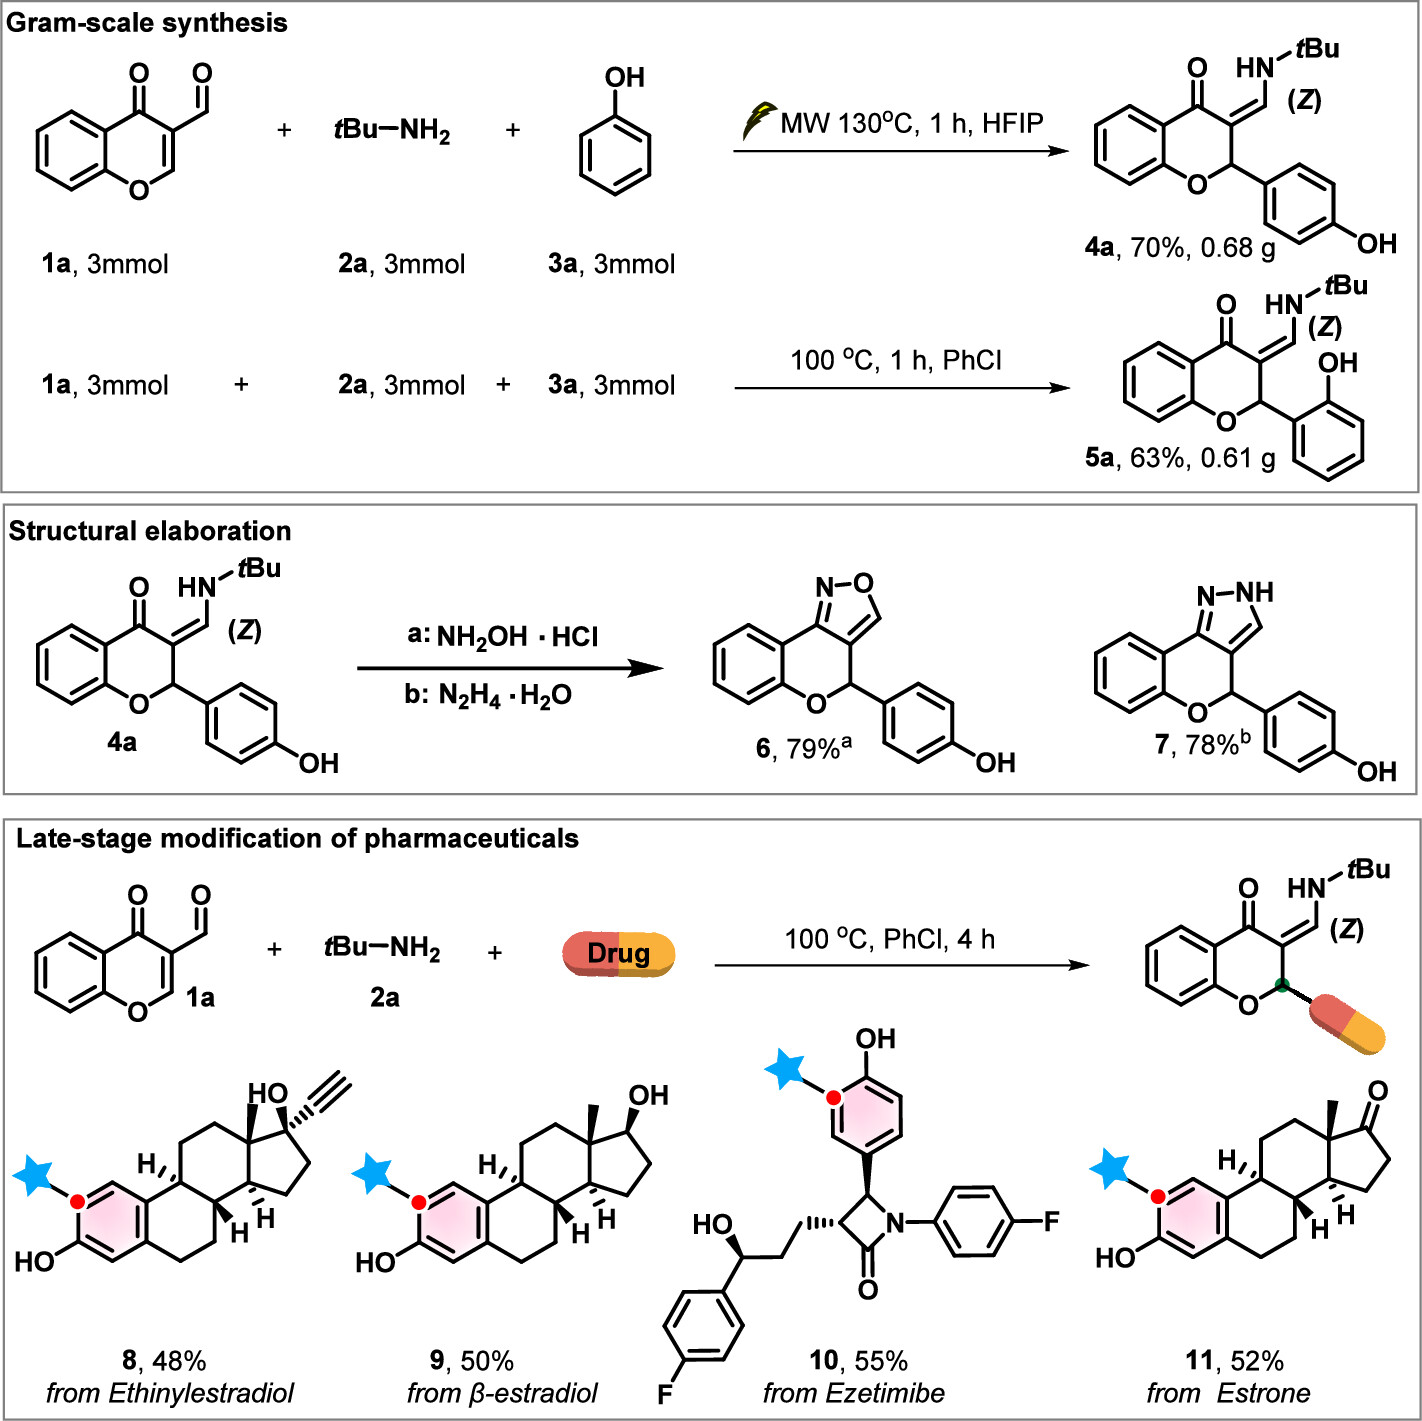 Gram-scale synthesis
O O
O
1a, 3mmol
+
tBu–NH2
2a, 3mmol
+
OH
3a, 3mmol
MW 130oC, 1 h, HFIP
O HN tBu
(Z)
O
OH
4a, 70%, 0.68 g
1a, 3mmol + 2a, 3mmol + 3a, 3mmol
100 oC, 1 h, PhCl
O HN tBu
(Z)
OH
O
5a, 63%, 0.61 g
Structural elaboration
O HN tBu
(Z)
O
OH
4a
a: NH2OH · HCl
b: N2H4 · H2O
N O
O
OH
6, 79%a
N NH
O
OH
7, 78%b
Late-stage modification of pharmaceuticals
O O
O
1a
+
tBu–NH2
2a
+
Drug
100 oC, PhCl, 4 h
O HN tBu
(Z)
O
HO
H
H
H
HO
8, 48%
from Ethinylestradiol
OH
H
H
H
HO
9, 50%
from β-estradiol
OH
HO
N
F
O
F
10, 55%
from Ezetimibe
O
H
H
H
HO
11, 52%
from Estrone